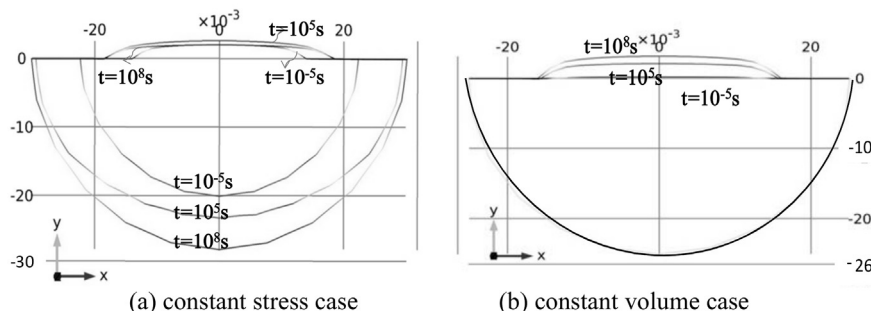 ×10⁻³
-20 0 20
t=10⁵s
0
t=10⁸s
t=10⁻⁵s
-10
-20
t=10⁻⁵s
t=10⁵s
t=10⁸s
-30
y
x
(a) constant stress case
×10⁻³
-20 0 20
t=10⁸s
t=10⁵s
0
t=10⁻⁵s
-10
-20
-26
y
x
(b) constant volume case